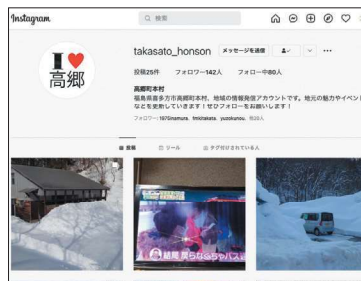 Instagram
検索
I ♥
高郷
takasato_honson
メッセージを送信
投稿25件 フォロワー142人 フォロー中80人
高郷町本村
福島県喜多方市高郷町本村、地域の情報発信アカウントです。地元の魅力やイベント
などを更新していきます!ぜひフォローをお願いします!
投稿
リール
タグ付けされている人